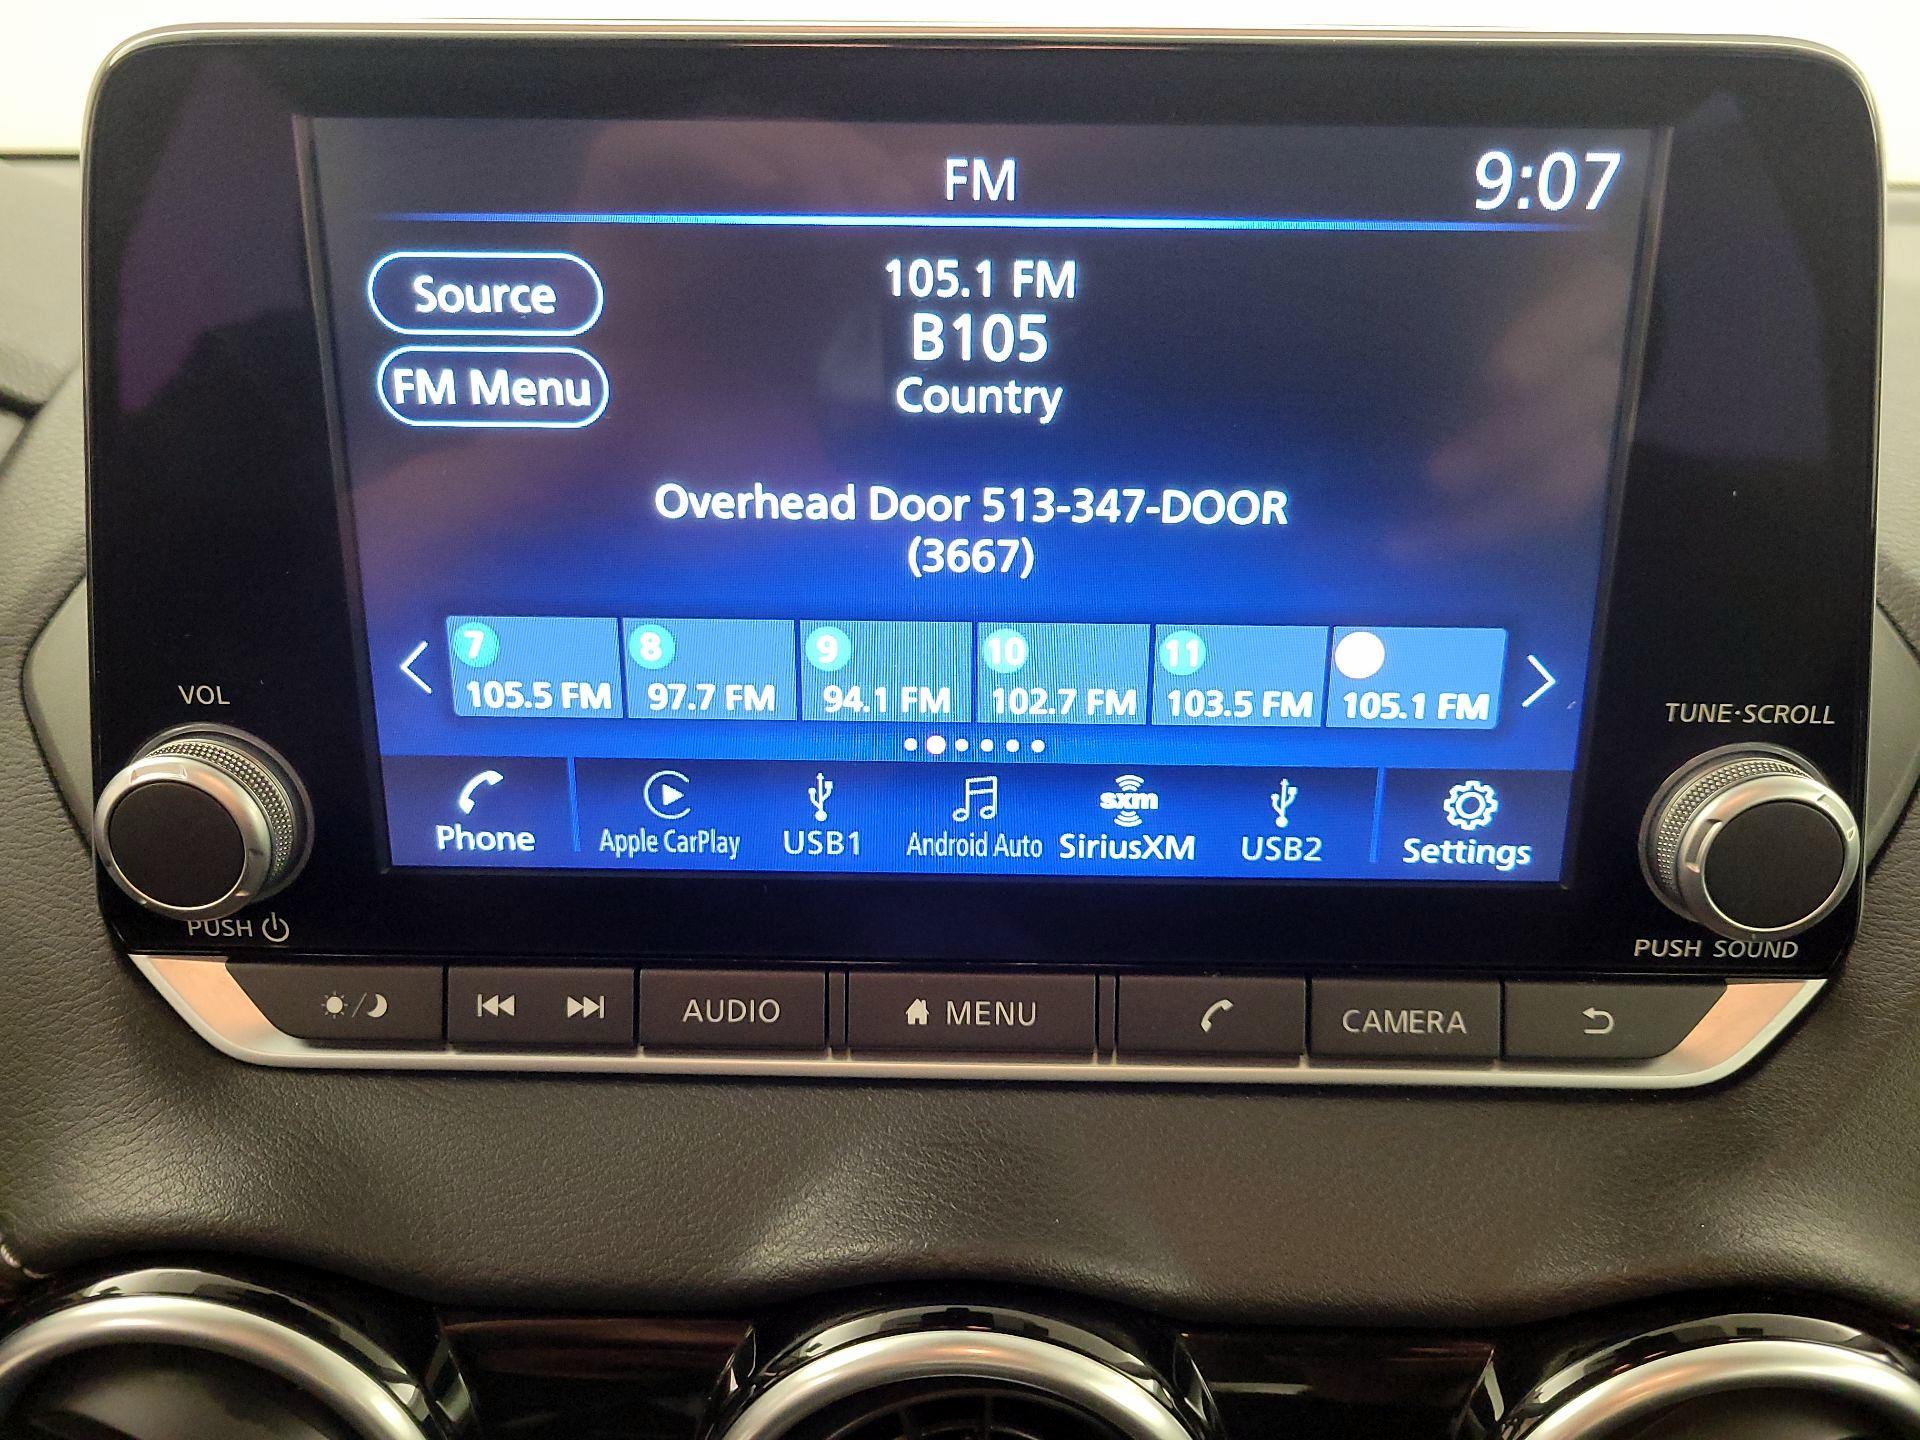 FM 9:07
Source
FM Menu
105.1 FM
B105
Country
Overhead Door 513-347-DOOR
(3667)
7 8 9 10 11
105.5 FM 97.7 FM 94.1 FM 102.7 FM 103.5 FM 105.1 FM
VOL
TUNE·SCROLL
Phone Apple CarPlay USB1 Android Auto sxm SiriusXM USB2 Settings
PUSH
PUSH SOUND
AUDIO MENU CAMERA